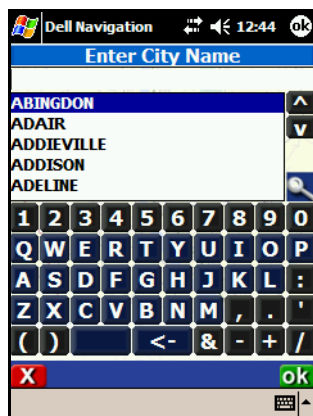 Dell Navigation 12:44 ok
Enter City Name
ABINGDON
ADAIR
ADDIEVILLE
ADDISON
ADELINE
^
v
1 2 3 4 5 6 7 8 9 0
Q W E R T Y U I O P
A S D F G H J K L :
Z X C V B N M , . '
( ) <- & - + /
X ok